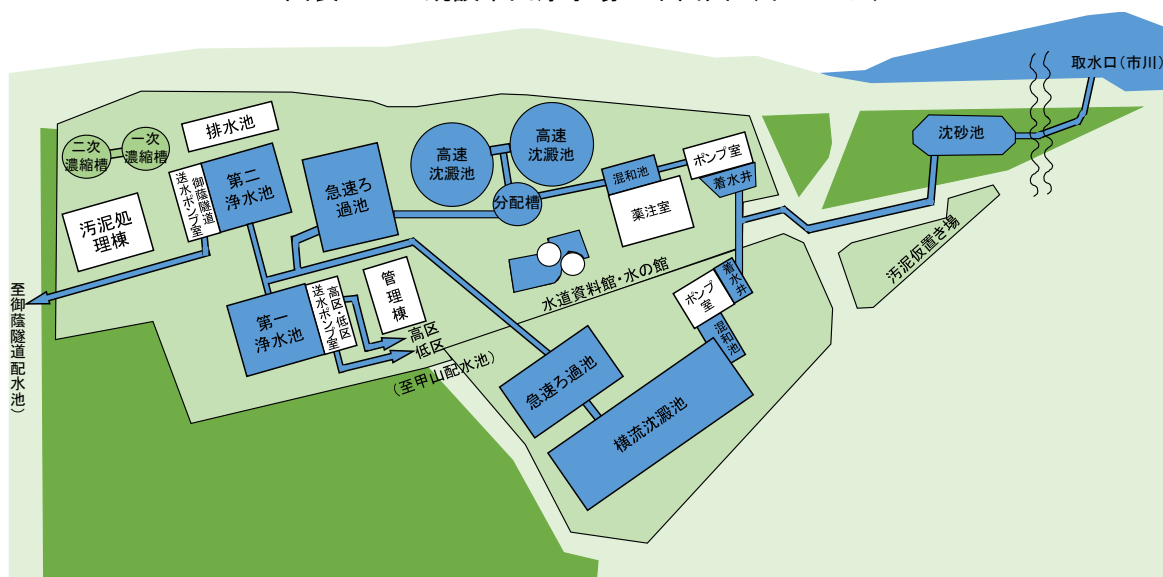 取水口（市川）
沈砂池
高速
沈澱池
高速
沈澱池
一次
濃縮槽
二次
濃縮槽
排水池
第二
浄水池
御蔭隧道
送水ポンプ室
急速ろ
過池
分配槽
混和池
ポンプ室
着水井
薬注室
汚泥処
理棟
汚泥仮置き場
水道資料館・水の館
着水井
ポンプ
室
混和池
管理棟
第一
浄水池
高区・低区
送水ポンプ室
高区
低区
（至甲山配水池）
急速ろ過池
横流沈澱池
至御蔭隧道配水池）